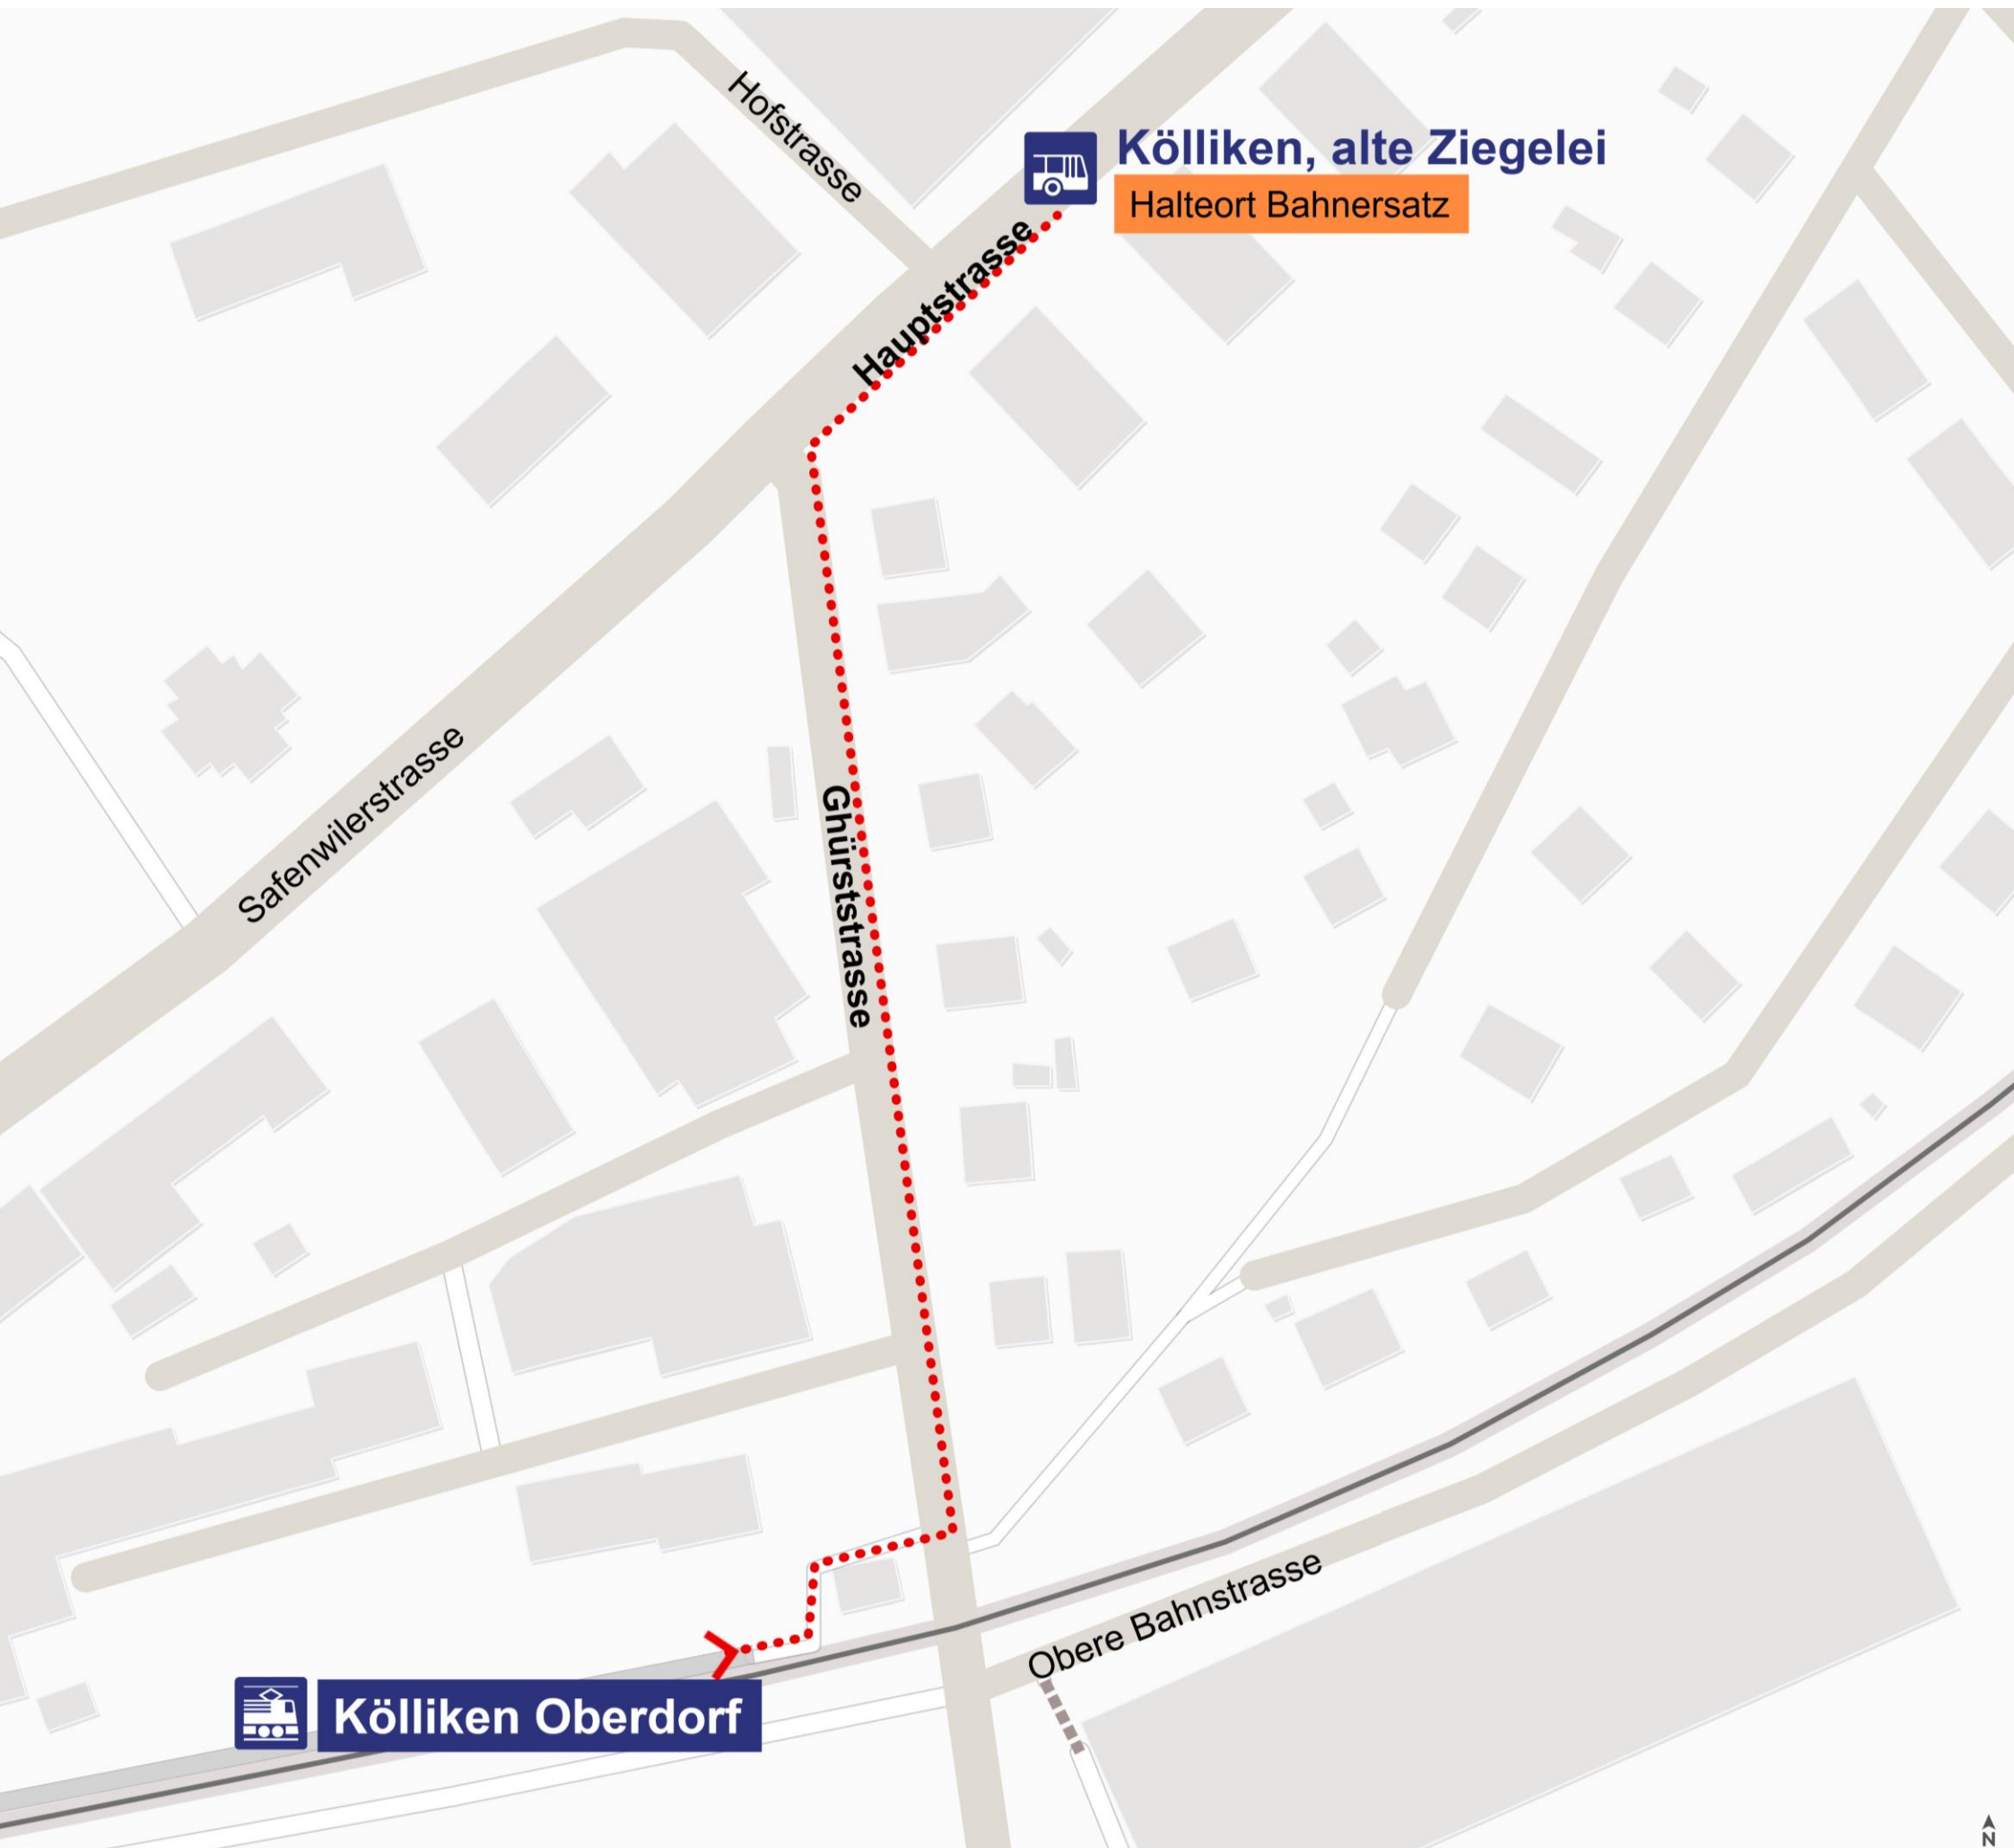 Hofstrasse
Kölliken, alte Ziegelei
Halteort Bahnersatz
Hauptstrasse
Safenwilerstrasse
Ghürststrasse
Obere Bahnstrasse
Kölliken Oberdorf
N